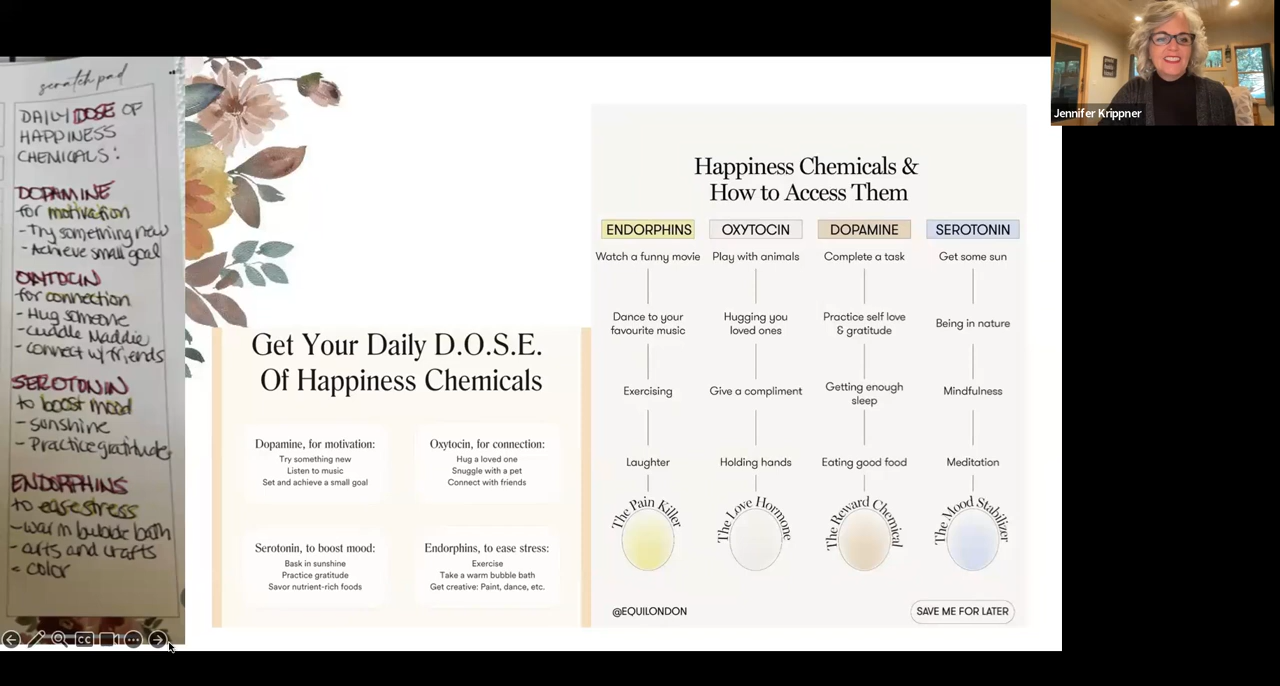 scratch pad
DAILY DOSE OF
HAPPINESS
CHEMICALS:
DOPAMINE
-for motivation
-Try something new
-Achieve small goal
OXYTOCIN
for connection
- Hug someone
- Cuddle Maddie
- Connect w/ friends
SEROTONIN
to boost mood
- sunshine
- Practice gratitude
ENDORPHINS
to ease stress
- warm bubble bath
- arts and crafts
- color
Get Your Daily D.O.S.E.
Of Happiness Chemicals
Dopamine, for motivation:
Try something new
Listen to music
Set and achieve a small goal
Oxytocin, for connection:
Hug a loved one
Snuggle with a pet
Connect with friends
Serotonin, to boost mood:
Bask in sunshine
Practice gratitude
Savor nutrient-rich foods
Endorphins, to ease stress:
Exercise
Take a warm bubble bath
Get creative: Paint, dance, etc.
Happiness Chemicals &
How to Access Them
ENDORPHINS
Watch a funny movie
Dance to your
favourite music
Exercising
Laughter
The Pain Killer
OXYTOCIN
Play with animals
Hugging you
loved ones
Give a compliment
Holding hands
The Love Hormone
DOPAMINE
Complete a task
Practice self love
& gratitude
Getting enough
sleep
Eating good food
The Reward Chemical
SEROTONIN
Get some sun
Being in nature
Mindfulness
Meditation
The Mood Stabilizer
@EQUILONDON
SAVE ME FOR LATER
CC
Jennifer Krippner